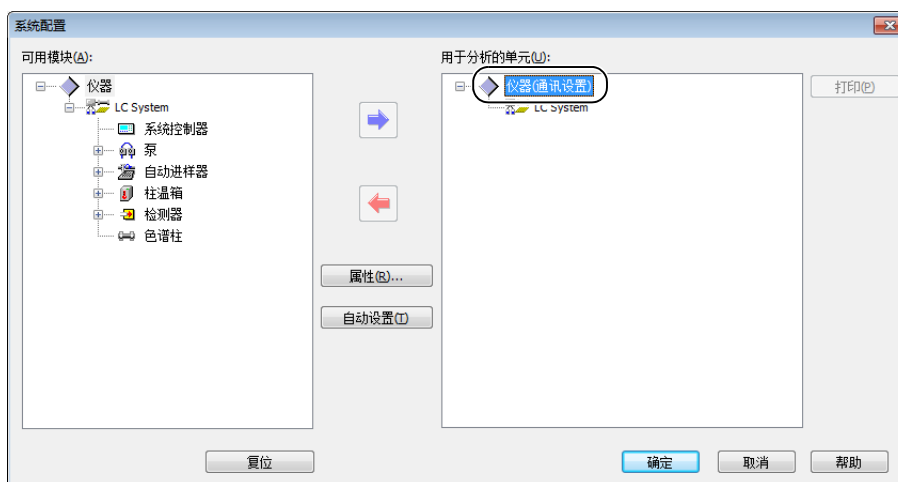 系统配置
可用模块(A):
用于分析的单元(U):
仪器
LC System
系统控制器
泵
自动进样器
柱温箱
检测器
色谱柱
属性(R)...
自动设置(T)
仪器(通讯设置)
LC System
打印(P)
复位
确定
取消
帮助